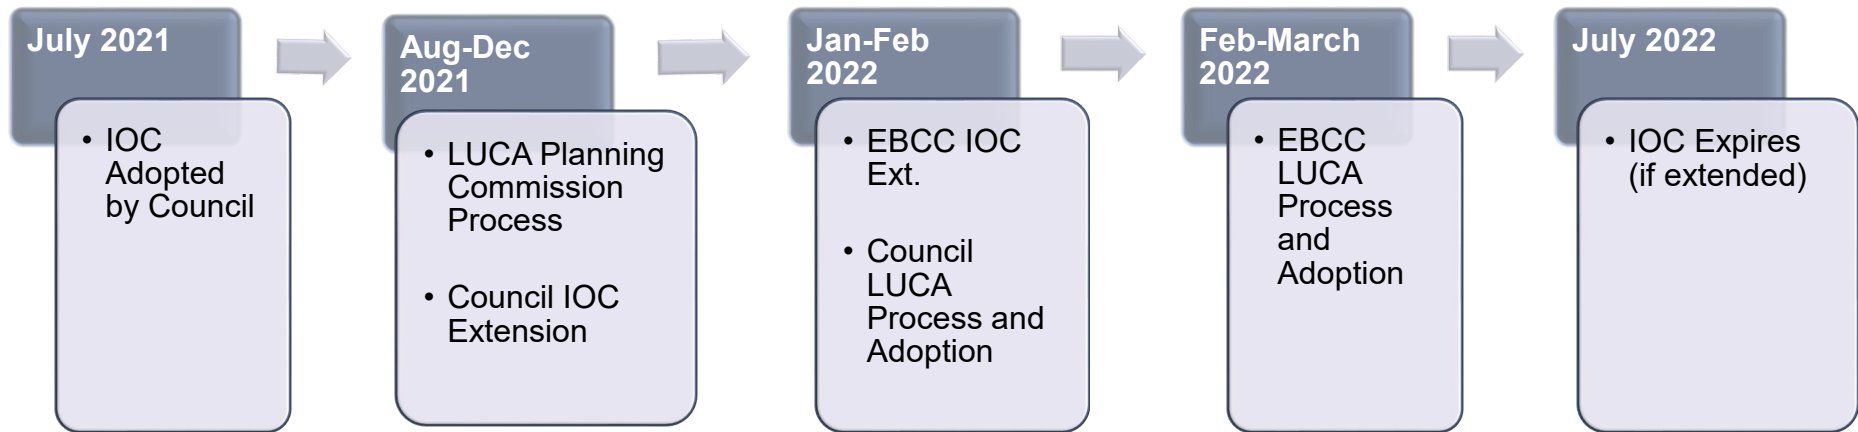 July 2021
• IOC
Adopted
by Council
Aug-Dec
2021
• LUCA Planning
Commission
Process
• Council IOC
Extension
Jan-Feb
2022
• EBCC IOC
Ext.
• Council
LUCA
Process and
Adoption
Feb-March
2022
• EBCC
LUCA
Process
and
Adoption
July 2022
• IOC Expires
(if extended)